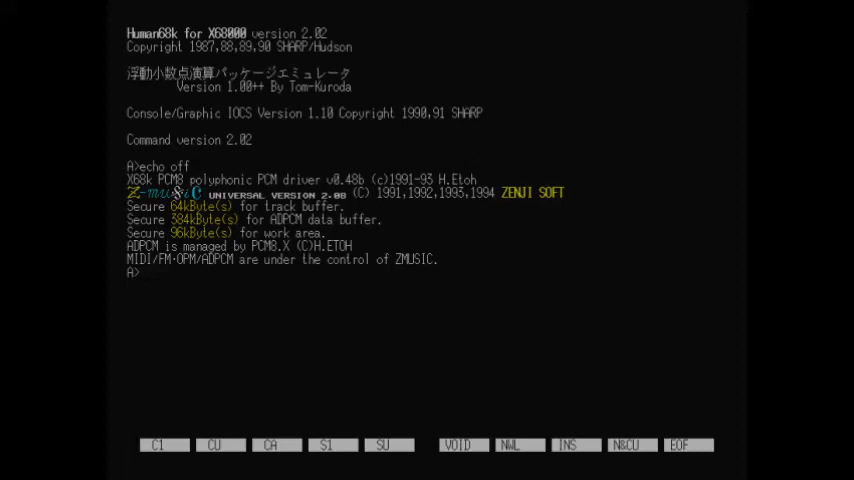 Human68k for X68000 version 2.02
Copyright 1987,88,89,90 SHARP/Hudson
浮動小数点演算パッケージエミュレータ
Version 1.00++ By Tom-Kuroda
Console/Graphic IOCS Version 1.10 Copyright 1990,91 SHARP
Command version 2.02
A>echo off
X68k PCM8 polyphonic PCM driver v0.48b (c)1991-93 H.Etoh
Z-muSiC UNIVERSAL VERSION 2.08 (C) 1991,1992,1993,1994 ZENJI SOFT
Secure 64kByte(s) for track buffer.
Secure 384kByte(s) for ADPCM data buffer.
Secure 96kByte(s) for work area.
ADPCM is managed by PCM8.X (C)H.ETOH
MIDI/FM·OPM/ADPCM are under the control of ZMUSIC.
A>
C1 CU CA S1 SU VOID NWL INS N&CU EOF